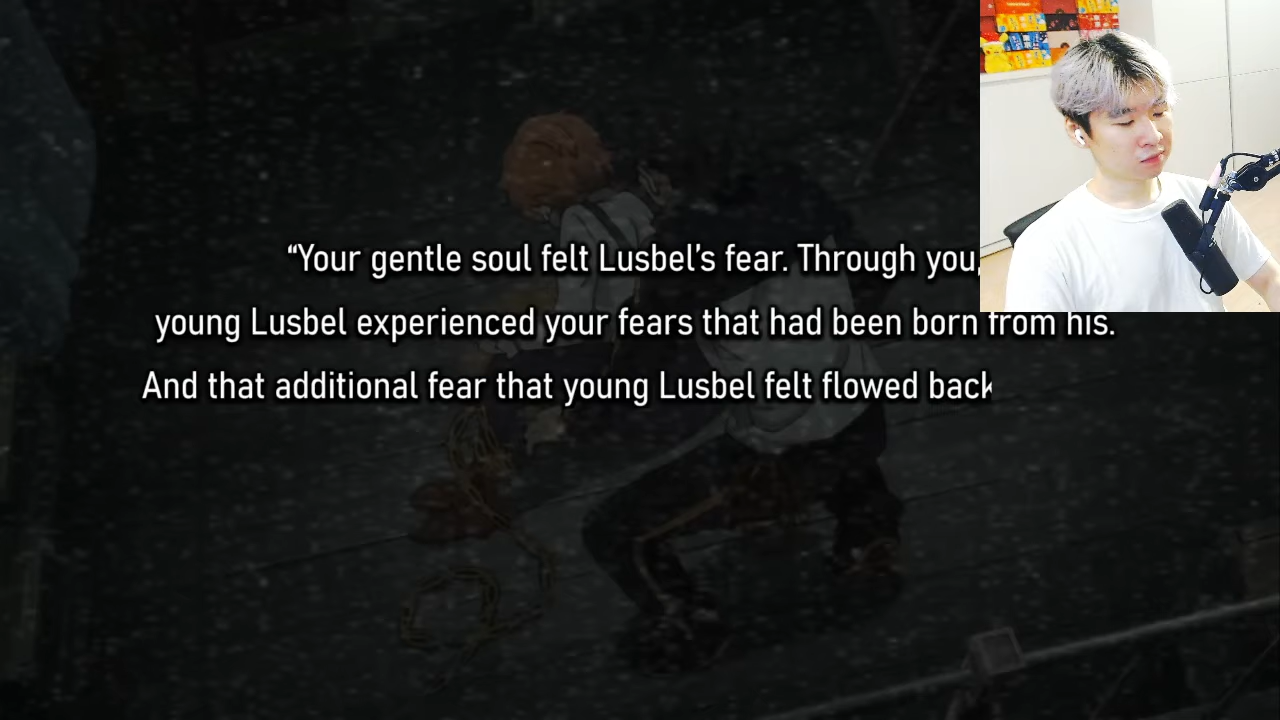 “Your gentle soul felt Lusbel’s fear. Through you,
young Lusbel experienced your fears that had been born from his.
And that additional fear that young Lusbel felt flowed back